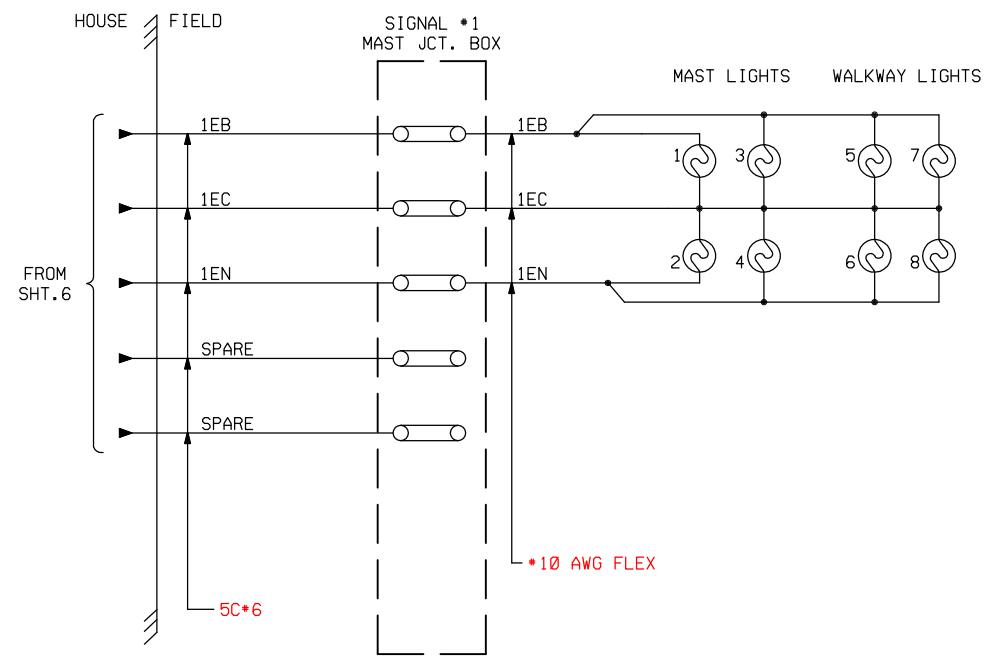 HOUSE
FIELD
SIGNAL *1
MAST JCT. BOX
MAST LIGHTS
WALKWAY LIGHTS
1EB
1EB
1
3
5
7
1EC
1EC
2
4
6
8
FROM
SHT.6
1EN
1EN
SPARE
SPARE
*10 AWG FLEX
5C*6